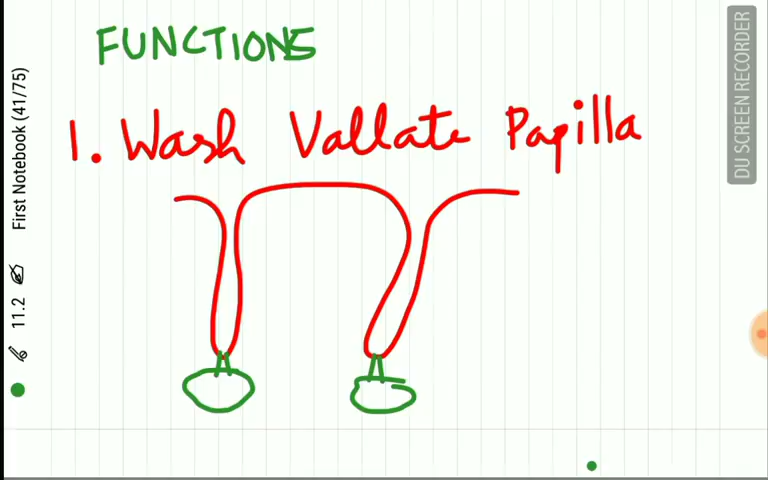 FUNCTIONS
1. Wash Vallate Papilla
First Notebook (41/75)
11.2
DU SCREEN RECORDER